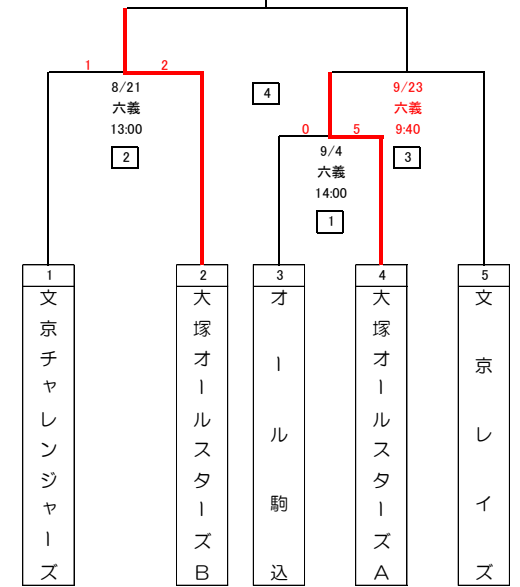 1 2
8/21
六義
13:00
2
4
9/23
六義
9:40
3
0 5
9/4
六義
14:00
1
1
文京チャレンジャーズ
2
大塚オールスターズB
3
オール駒込
4
大塚オールスターズA
5
文京レイズ